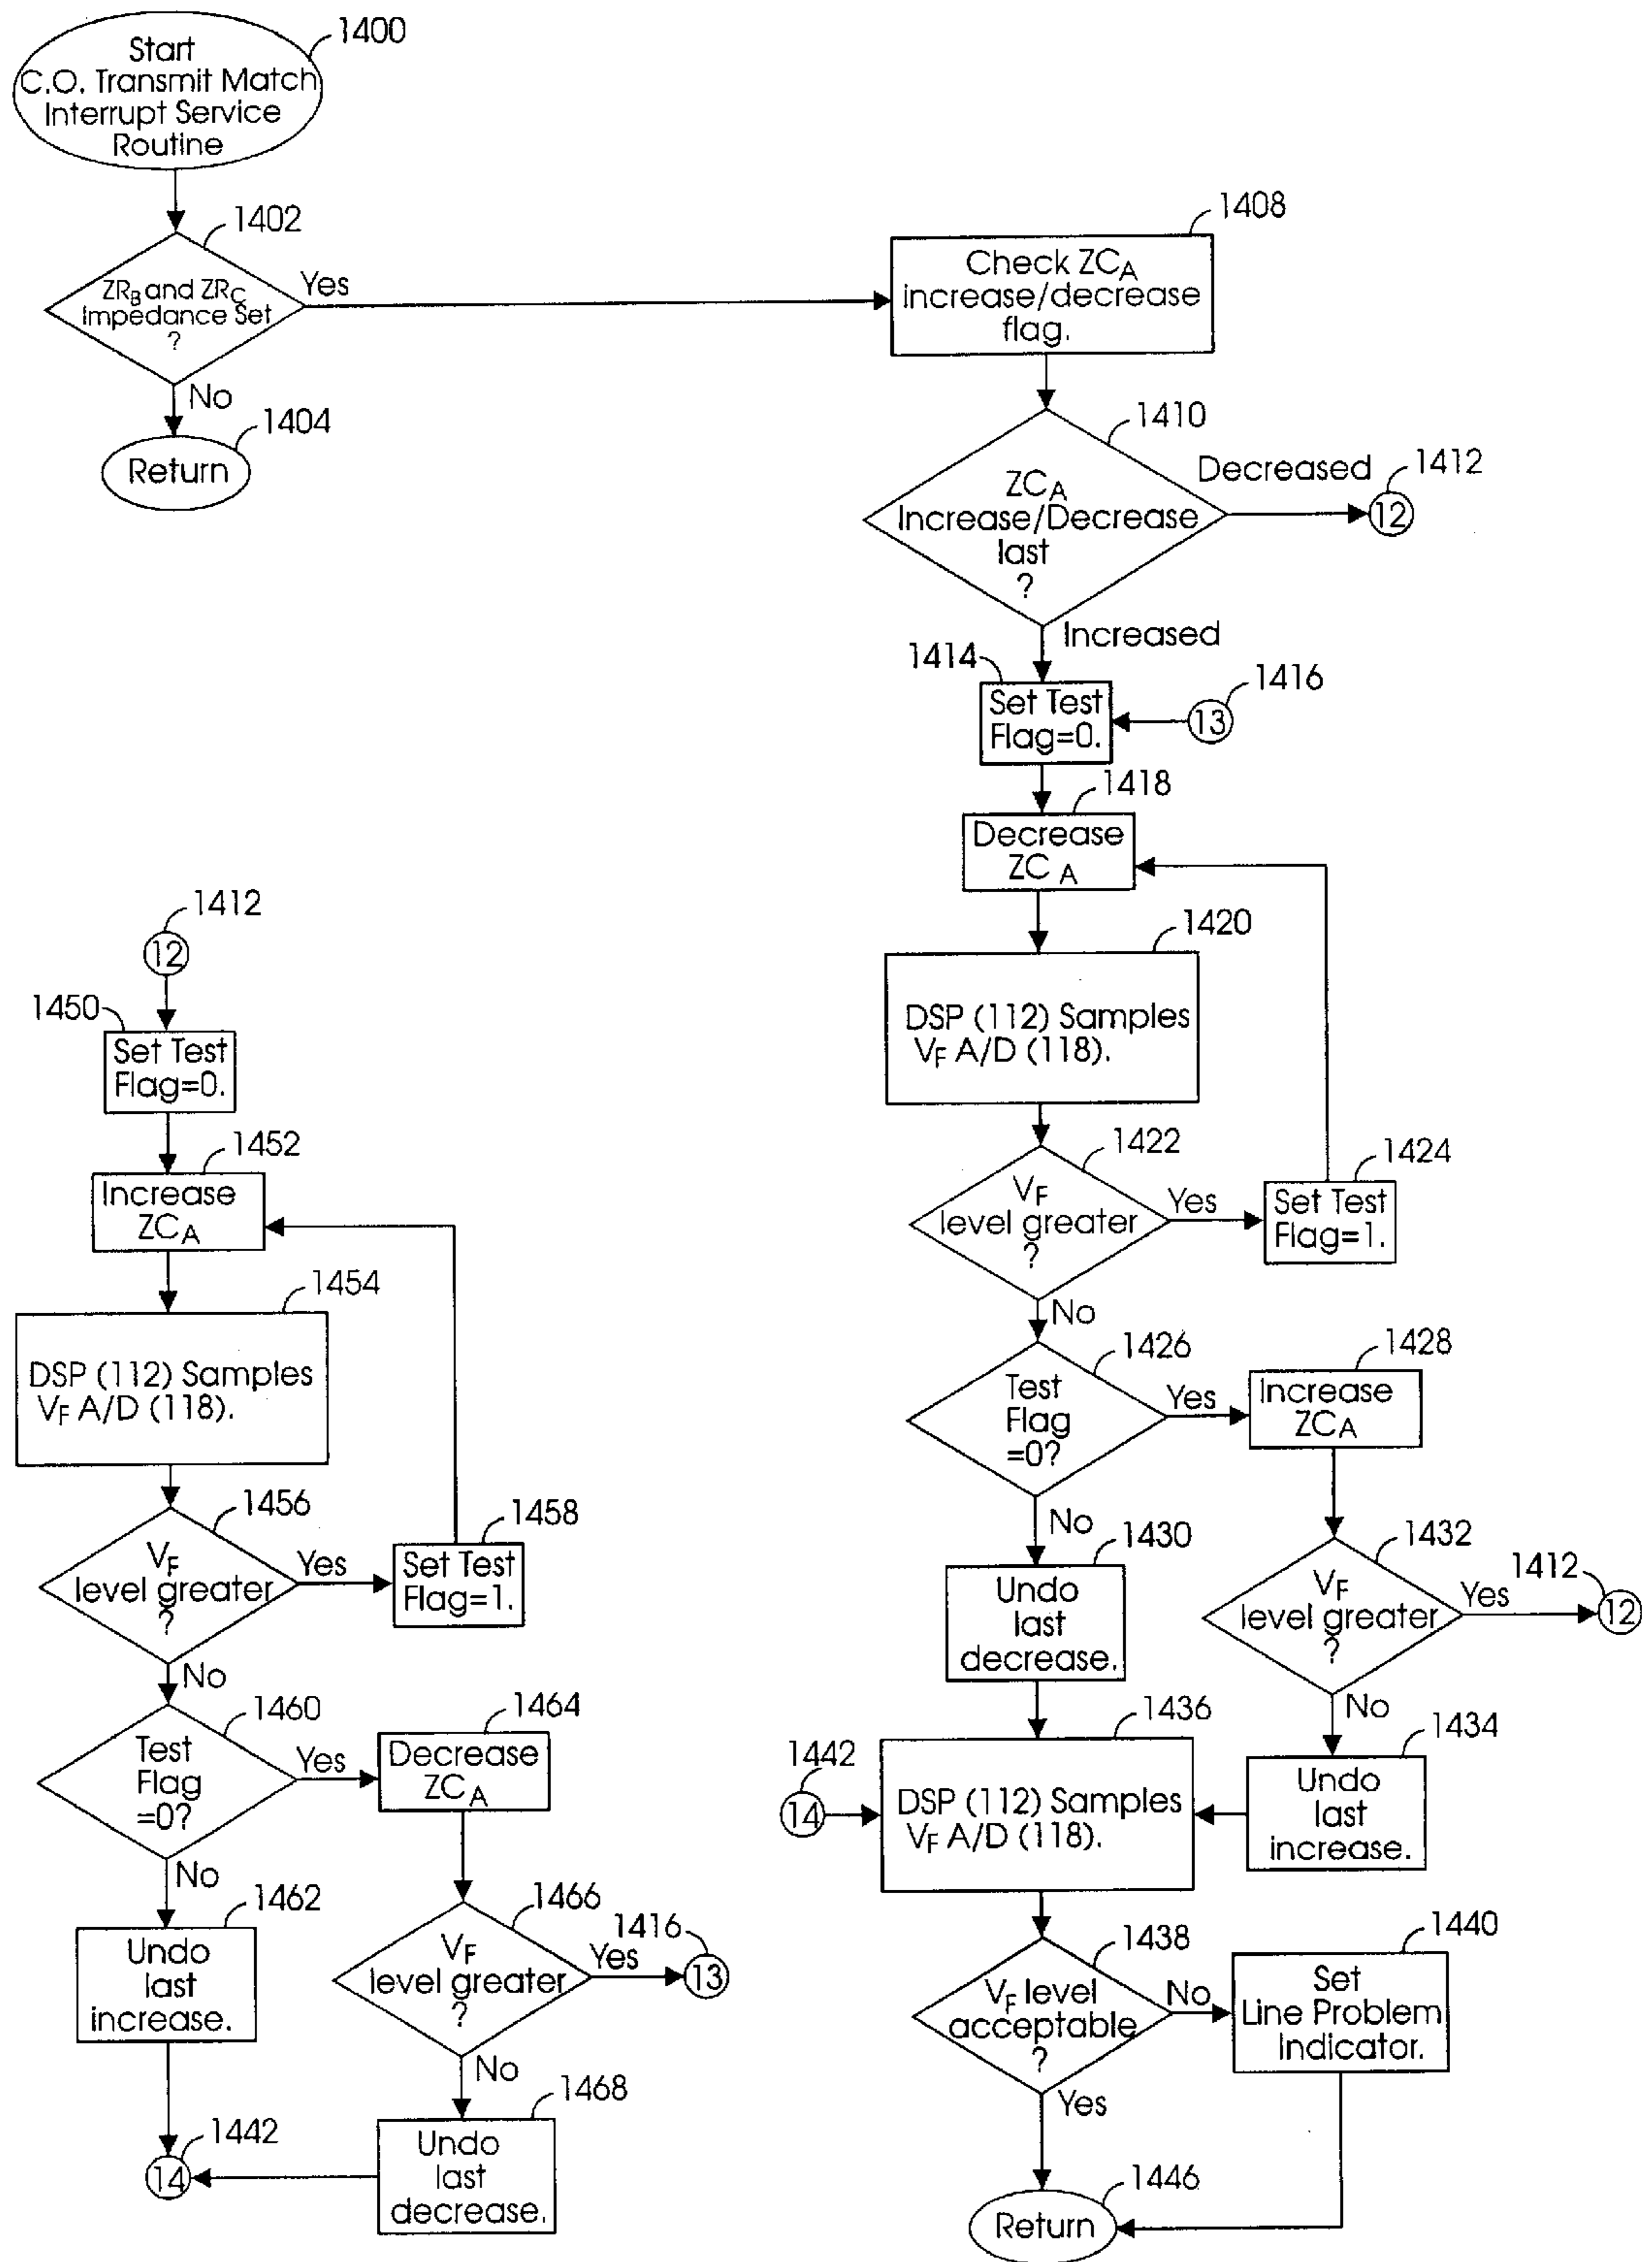 1400
Start
C.O. Transmit Match
Interrupt Service
Routine
1402
ZRB and ZRC
Impedance Set
?
Yes
No
1404
Return
1408
Check ZCA
increase/decrease
flag.
1410
ZCA
Increase/Decrease
last
?
Decreased
1412
12
Increased
1414
Set Test
Flag=0.
1416
13
1418
Decrease
ZCA
1420
DSP (112) Samples
VF A/D (118).
1422
VF
level greater
?
Yes
1424
Set Test
Flag=1.
No
1426
Test
Flag
=0?
Yes
1428
Increase
ZCA
No
1430
Undo
last
decrease.
1432
VF
level greater
?
Yes
1412
12
No
1434
Undo
last
increase.
1436
DSP (112) Samples
VF A/D (118).
1442
14
1438
VF level
acceptable
?
No
1440
Set
Line Problem
Indicator.
Yes
1446
Return
1412
12
1450
Set Test
Flag=0.
1452
Increase
ZCA
1454
DSP (112) Samples
VF A/D (118).
1456
VF
level greater
?
Yes
1458
Set Test
Flag=1.
No
1460
Test
Flag
=0?
Yes
1464
Decrease
ZCA
No
1462
Undo
last
increase.
1466
VF
level greater
?
Yes
1416
13
No
1468
Undo
last
decrease.
1442
14